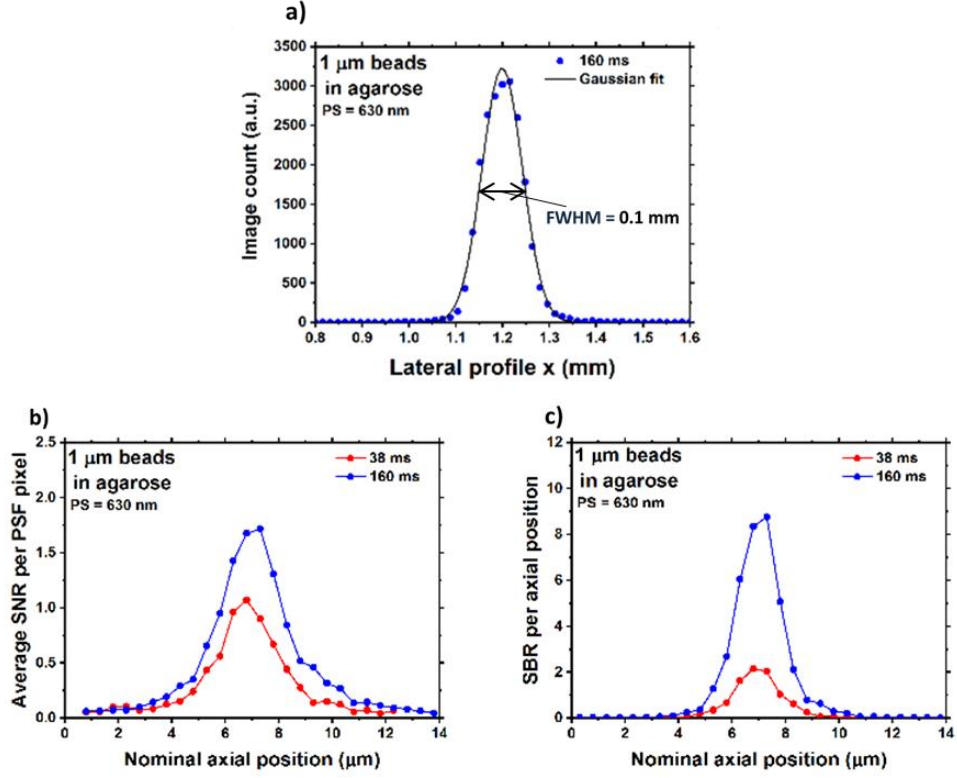 a)
3500
3000
2500
2000
1500
1000
500
0
Image count (a.u.)
1 μm beads
in agarose
PS = 630 nm
160 ms
Gaussian fit
FWHM = 0.1 mm
0.8 0.9 1.0 1.1 1.2 1.3 1.4 1.5 1.6
Lateral profile x (mm)
b)
2.5
2.0
1.5
1.0
0.5
0.0
Average SNR per PSF pixel
1 μm beads
in agarose
PS = 630 nm
38 ms
160 ms
0 2 4 6 8 10 12 14
Nominal axial position (μm)
c)
12
10
8
6
4
2
0
SBR per axial position
1 μm beads
in agarose
PS = 630 nm
38 ms
160 ms
0 2 4 6 8 10 12 14
Nominal axial position (μm)